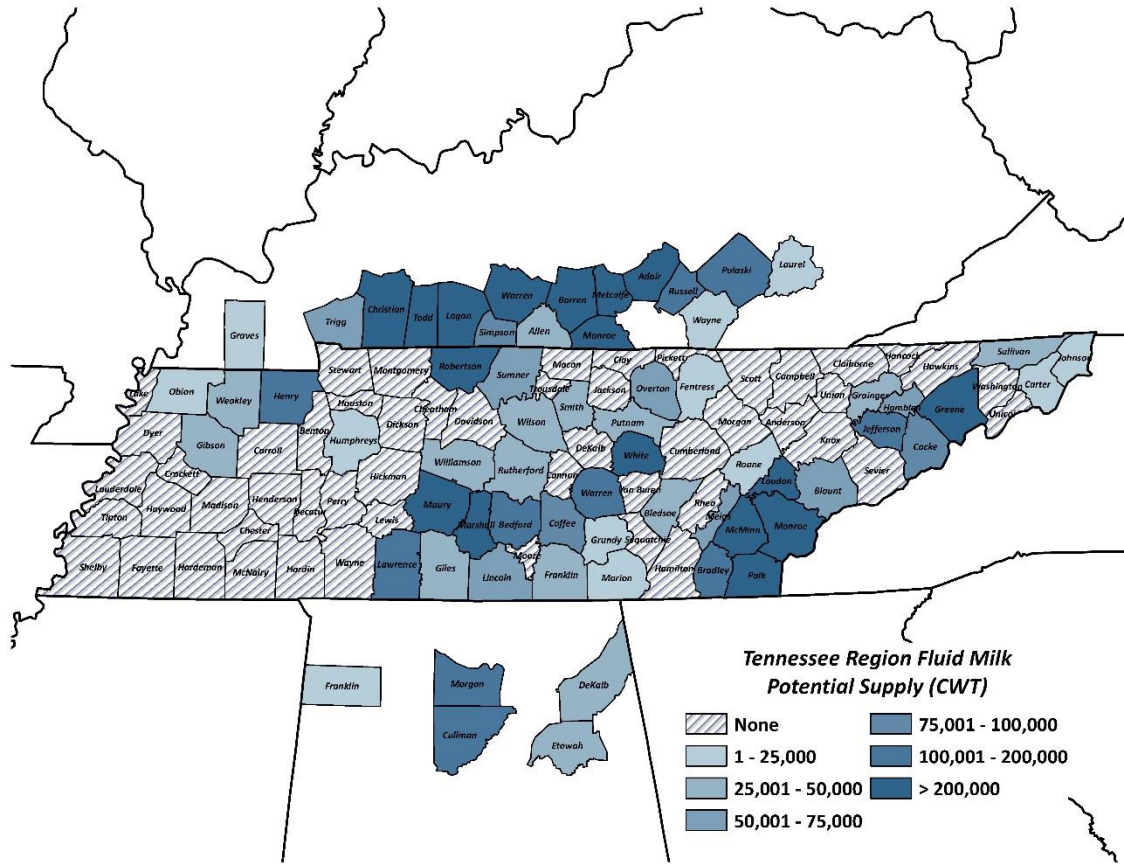 Laurel
Pulaski
Adair
Russell
Metcalfe
Barren
Warren
Christian
Todd
Logan
Trigg
Simpson
Allen
Monroe
Wayne
Graves
Stewart
Montgomery
Robertson
Sumner
Macon
Clay
Pickett
Scott
Campbell
Claiborne
Hancock
Hawkins
Sullivan
Johnson
Carter
Washington
Unicoi
Lake
Obion
Weakley
Henry
Houston
Trousdale
Jackson
Overton
Fentress
Union
Grainger
Hamblen
Greene
Dyer
Gibson
Carroll
Benton
Humphreys
Dickson
Cheatham
Davidson
Wilson
Smith
Putnam
Morgan
Anderson
Knox
Jefferson
Cocke
Crockett
Williamson
Rutherford
Cannon
DeKalb
White
Cumberland
Roane
Loudon
Blount
Sevier
Lauderdale
Haywood
Madison
Henderson
Decatur
Perry
Hickman
Lewis
Maury
Marshall
Bedford
Coffee
Warren
Van Buren
Bledsoe
Rhea
Meigs
McMinn
Monroe
Tipton
Chester
Moore
Grundy
Sequatchie
Shelby
Fayette
Hardeman
McNairy
Hardin
Wayne
Lawrence
Giles
Lincoln
Franklin
Marion
Hamilton
Bradley
Polk
Franklin
Morgan
Cullman
DeKalb
Etowah
Tennessee Region Fluid Milk
Potential Supply (CWT)
None
1 - 25,000
25,001 - 50,000
50,001 - 75,000
75,001 - 100,000
100,001 - 200,000
> 200,000